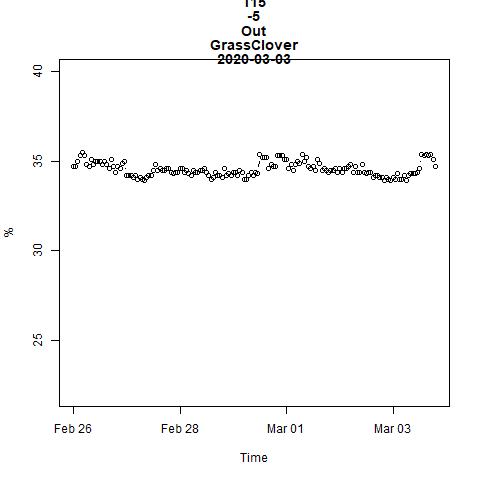 T15
-5
Out
GrassClover
2020-03-03
40
35
30
25
%
Feb 26
Feb 28
Mar 01
Mar 03
Time